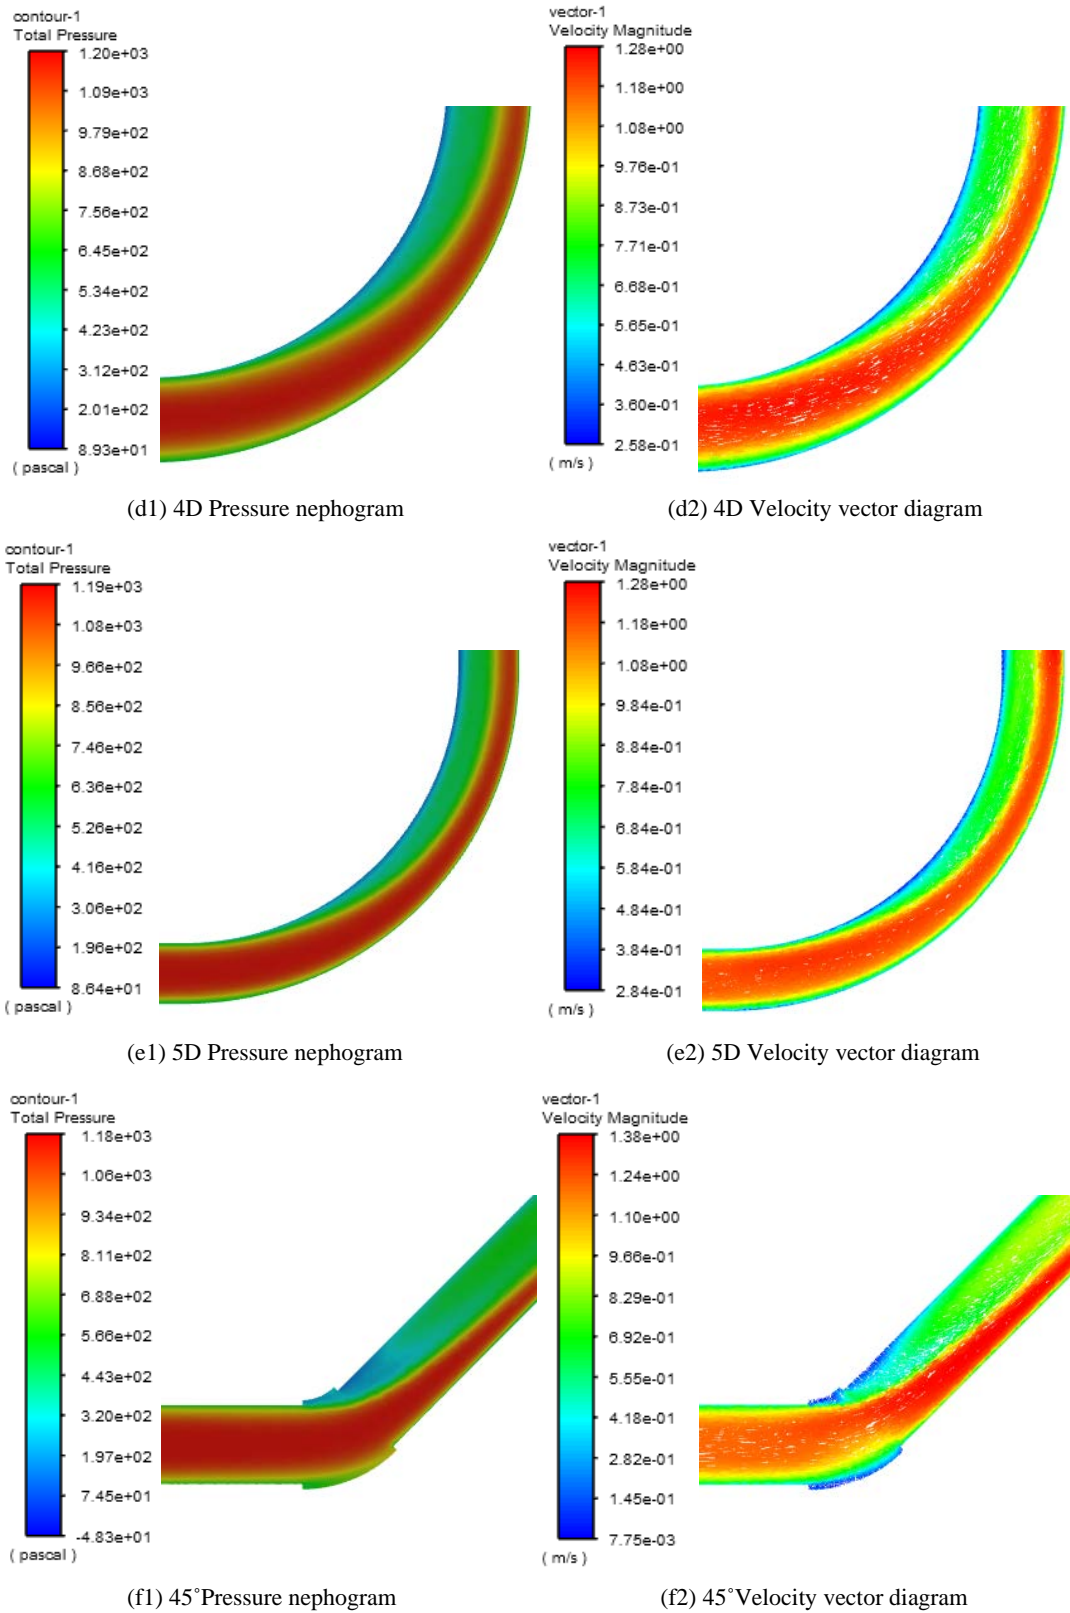 contour-1
Total Pressure
1.20e+03
1.09e+03
9.79e+02
8.68e+02
7.56e+02
6.45e+02
5.34e+02
4.23e+02
3.12e+02
2.01e+02
8.93e+01
( pascal )
vector-1
Velocity Magnitude
1.28e+00
1.18e+00
1.08e+00
9.76e-01
8.73e-01
7.71e-01
6.68e-01
5.65e-01
4.63e-01
3.60e-01
2.58e-01
( m/s )
(d1) 4D Pressure nephogram
(d2) 4D Velocity vector diagram
contour-1
Total Pressure
1.19e+03
1.08e+03
9.66e+02
8.56e+02
7.46e+02
6.36e+02
5.26e+02
4.16e+02
3.06e+02
1.96e+02
8.64e+01
( pascal )
vector-1
Velocity Magnitude
1.28e+00
1.18e+00
1.08e+00
9.84e-01
8.84e-01
7.84e-01
6.84e-01
5.84e-01
4.84e-01
3.84e-01
2.84e-01
( m/s )
(e1) 5D Pressure nephogram
(e2) 5D Velocity vector diagram
contour-1
Total Pressure
1.18e+03
1.06e+03
9.34e+02
8.11e+02
6.88e+02
5.66e+02
4.43e+02
3.20e+02
1.97e+02
7.45e+01
-4.83e+01
( pascal )
vector-1
Velocity Magnitude
1.38e+00
1.24e+00
1.10e+00
9.66e-01
8.29e-01
6.92e-01
5.55e-01
4.18e-01
2.82e-01
1.45e-01
7.75e-03
( m/s )
(f1) 45˚Pressure nephogram
(f2) 45˚Velocity vector diagram